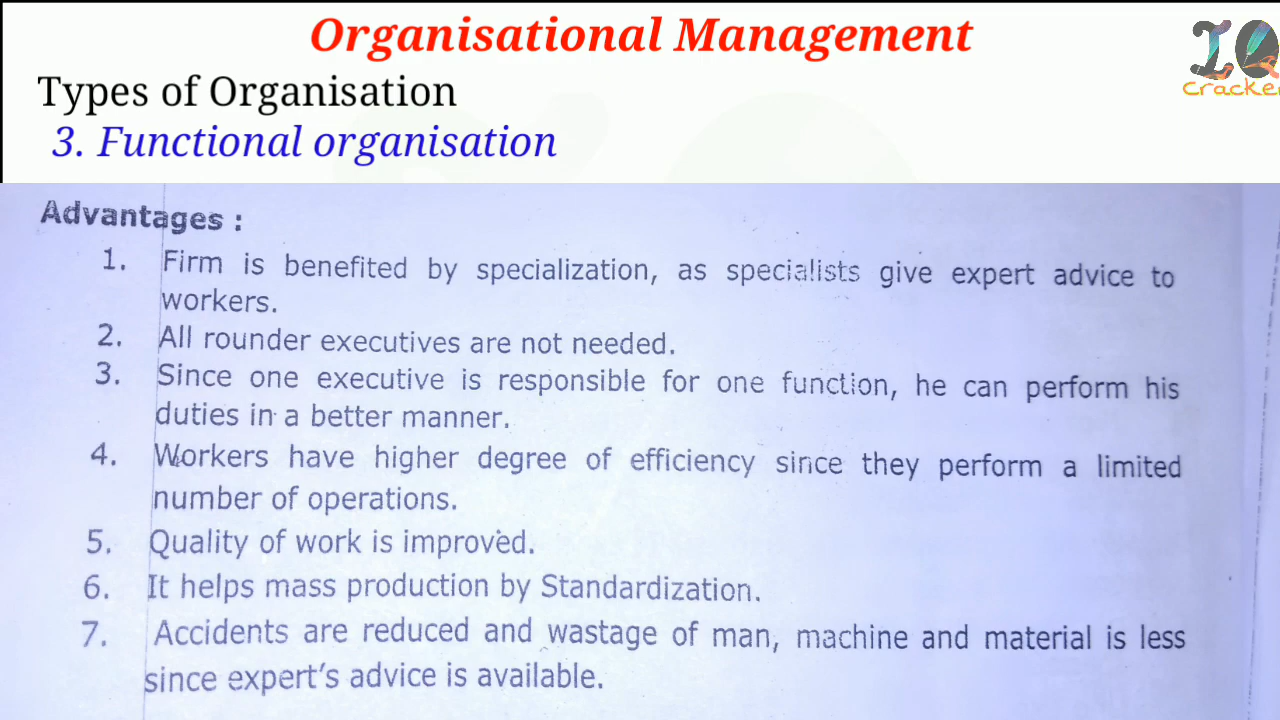 Organisational Management
IQ
Cracker
Types of Organisation
3. Functional organisation
Advantages :
1. Firm is benefited by specialization, as specialists give expert advice to
workers.
2. All rounder executives are not needed.
3. Since one executive is responsible for one function, he can perform his
duties in a better manner.
4. Workers have higher degree of efficiency since they perform a limited
number of operations.
5. Quality of work is improved.
6. It helps mass production by Standardization.
7. Accidents are reduced and wastage of man, machine and material is less
since expert's advice is available.